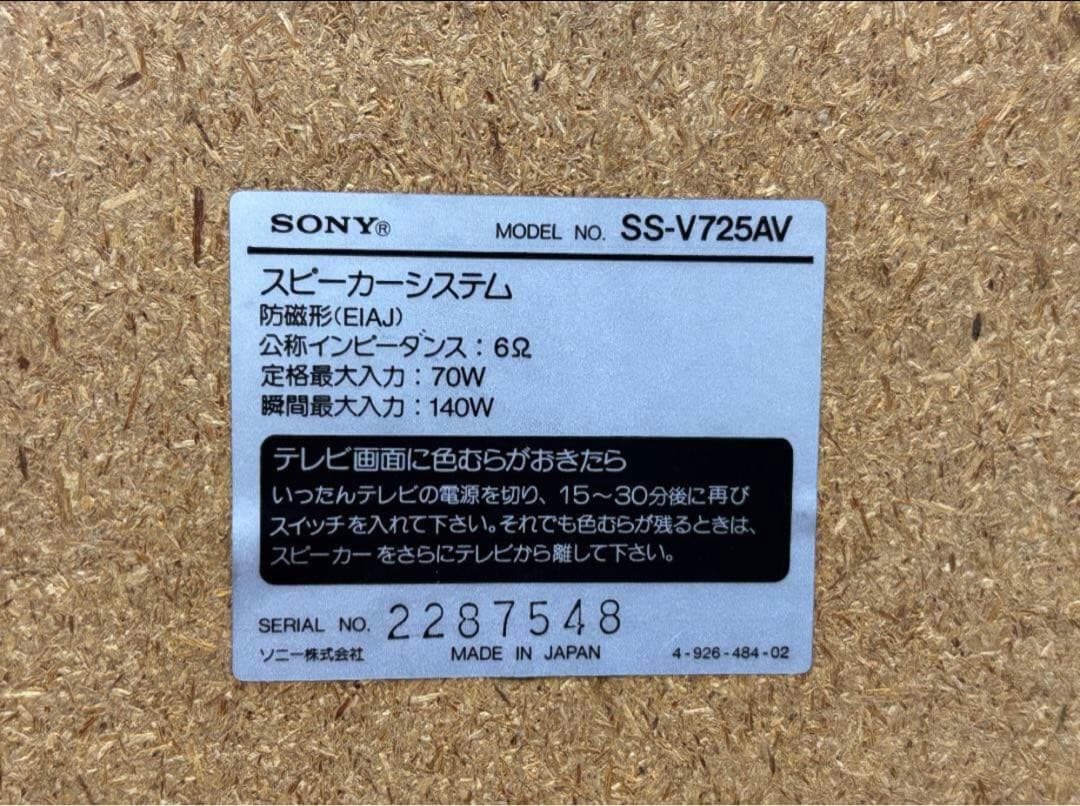 SONY® MODEL NO. SS-V725AV
スピーカーシステム
防磁形(EIAJ)
公称インピーダンス：6Ω
定格最大入力：70W
瞬間最大入力：140W
テレビ画面に色むらがおきたら
いったんテレビの電源を切り、15〜30分後に再び
スイッチを入れて下さい。それでも色むらが残るときは、
スピーカーをさらにテレビから離して下さい。
SERIAL NO. 2287548
ソニー株式会社 MADE IN JAPAN 4-926-484-02